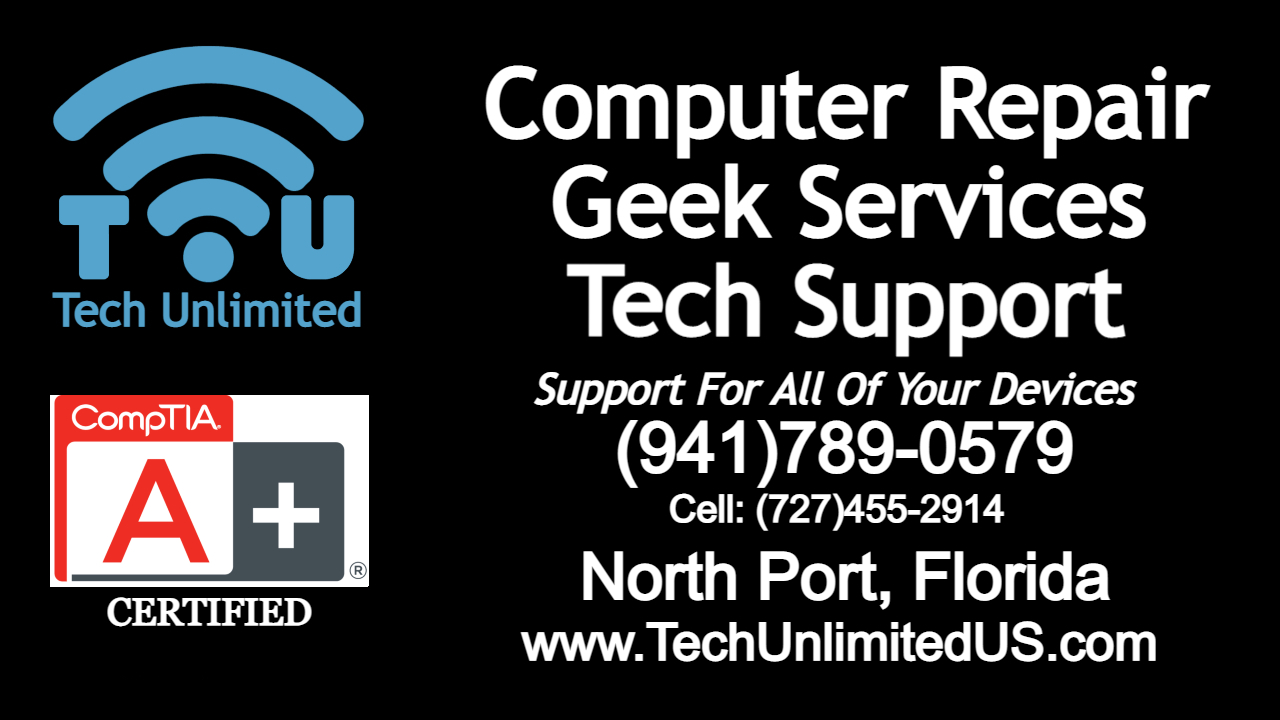 T U
Tech Unlimited
CompTIA.
A+
®
CERTIFIED
Computer Repair
Geek Services
Tech Support
Support For All Of Your Devices
(941)789-0579
Cell: (727)455-2914
North Port, Florida
www.TechUnlimitedUS.com